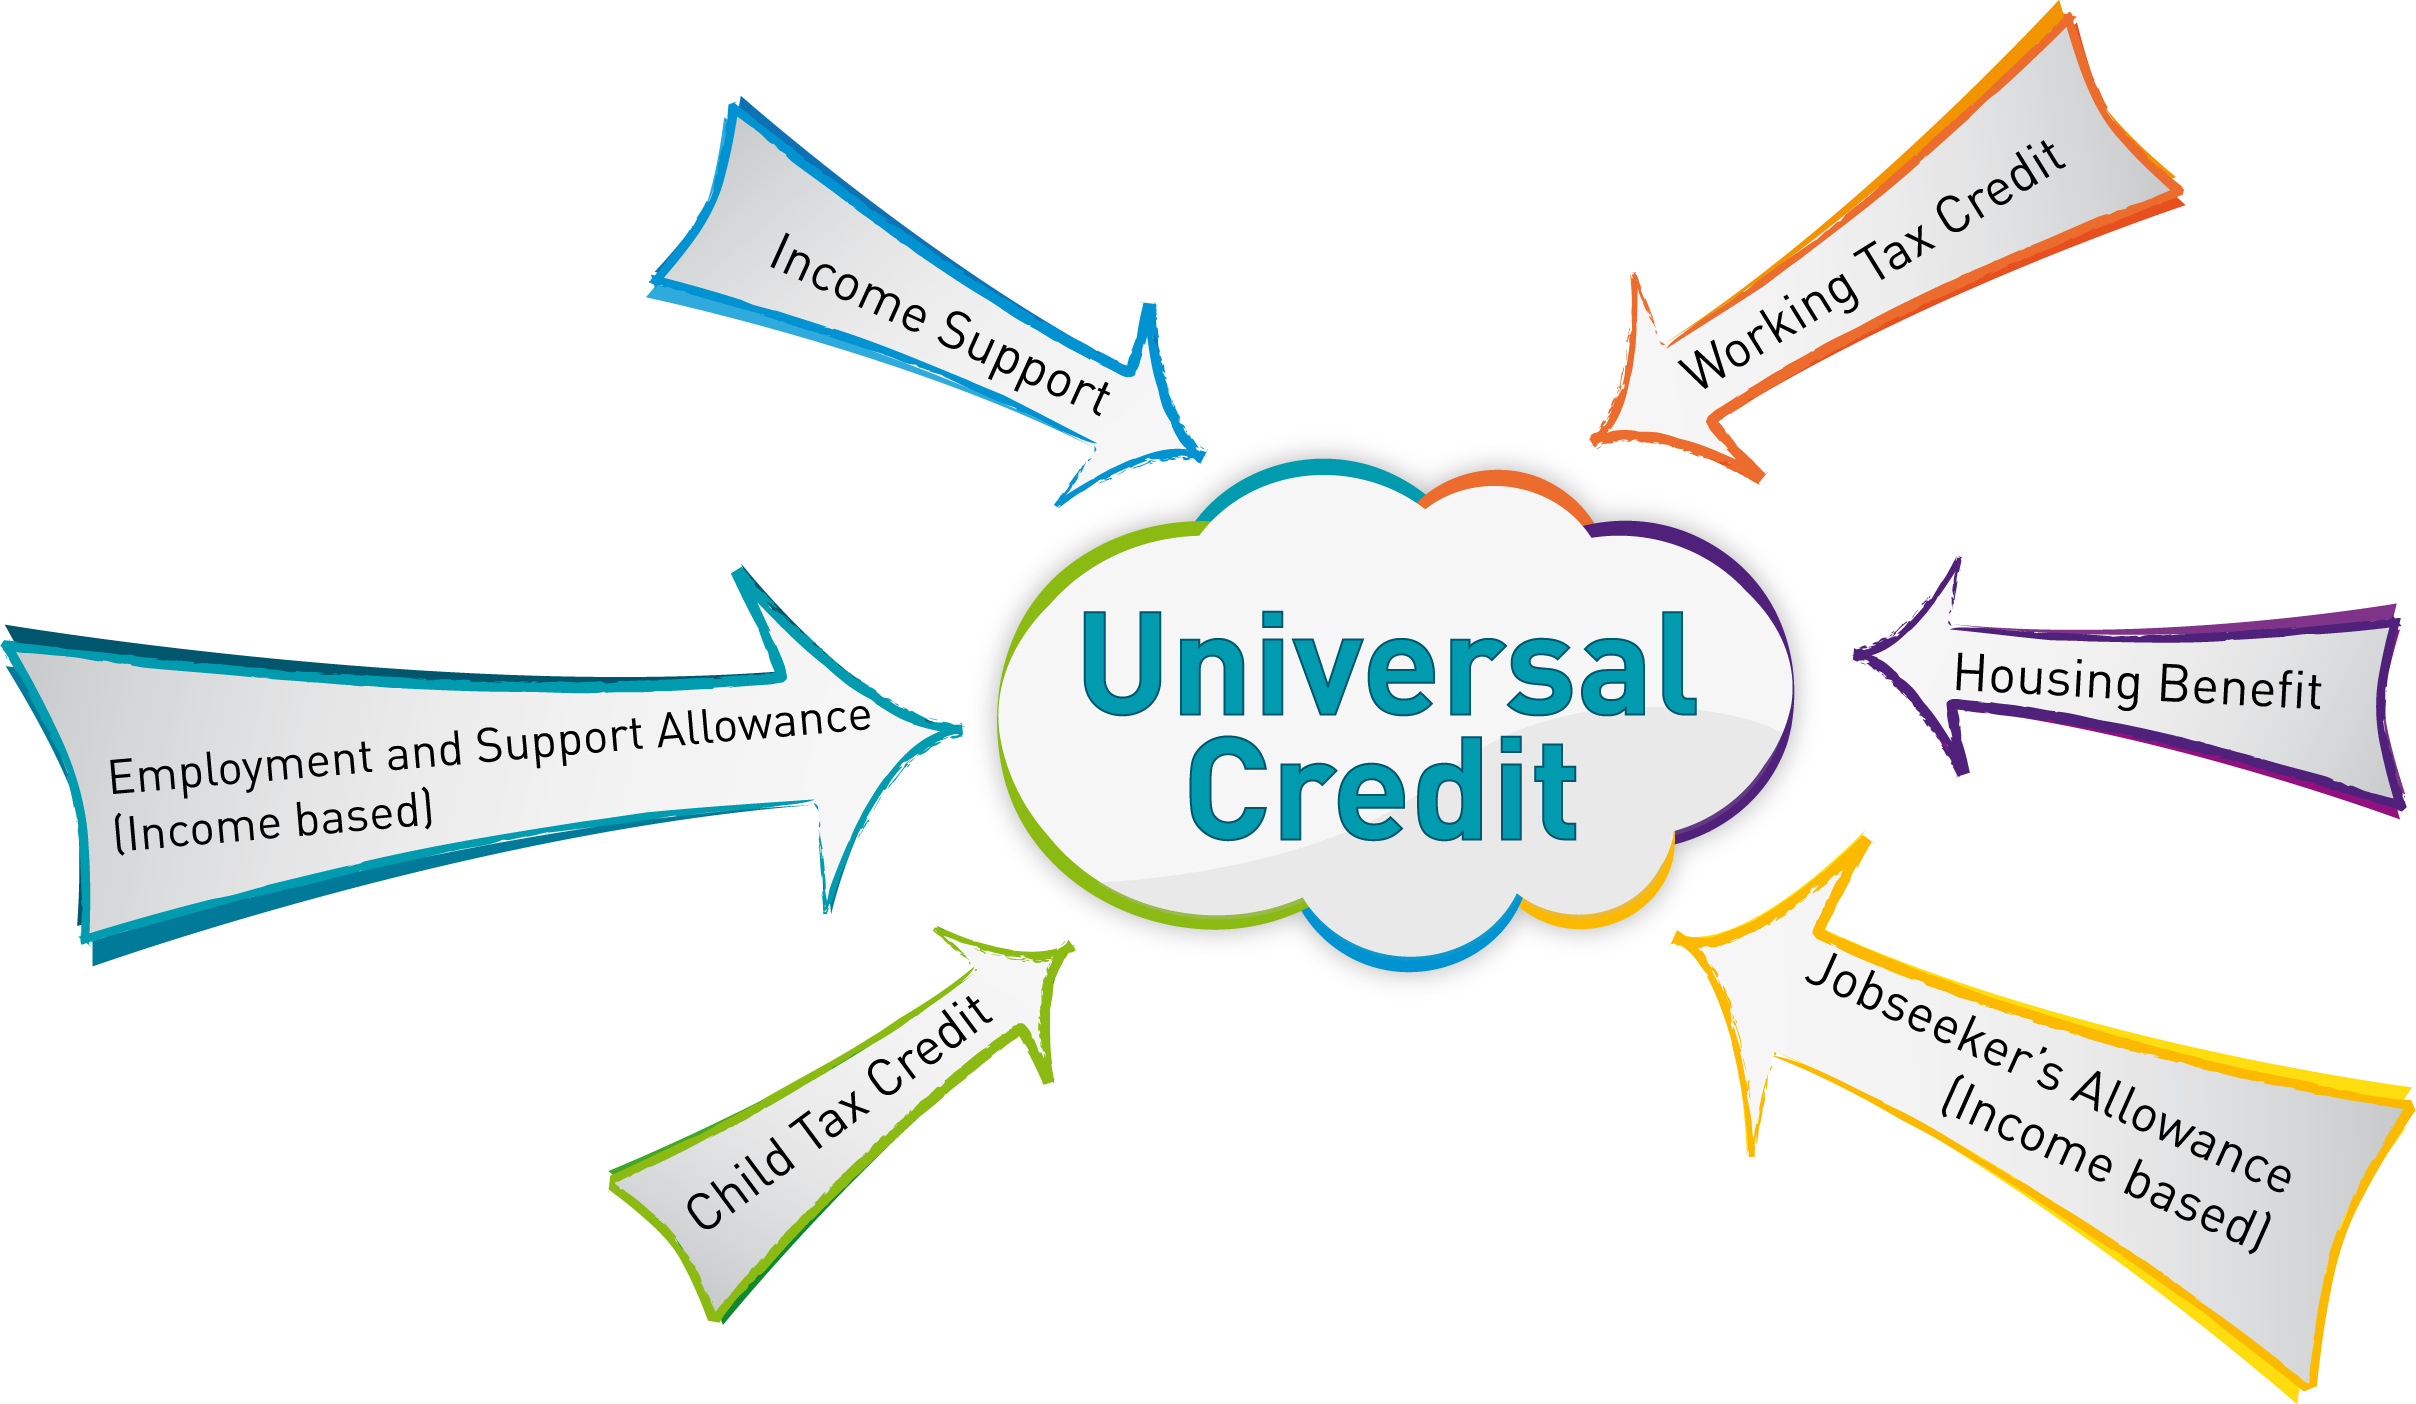 Income Support
Working Tax Credit
Universal
Credit
Employment and Support Allowance
(Income based)
Housing Benefit
Child Tax Credit
Jobseeker’s Allowance
(Income based)